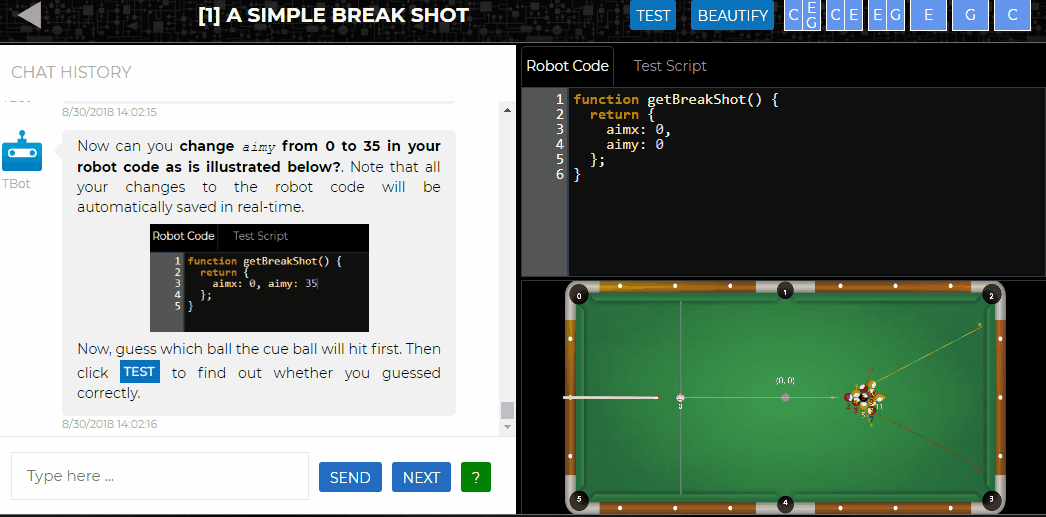 [1] A SIMPLE BREAK SHOT
TEST
BEAUTIFY
C E G
C E
E G
E
G
C
CHAT HISTORY
8/30/2018 14:02:15
Now can you change aimy from 0 to 35 in your
robot code as is illustrated below?. Note that all
your changes to the robot code will be
automatically saved in real-time.
TBot
Robot Code Test Script
1 function getBreakShot() {
2 return {
3 aimx: 0, aimy: 35
4 };
5 }
Now, guess which ball the cue ball will hit first. Then
click TEST to find out whether you guessed
correctly.
8/30/2018 14:02:16
Type here ...
SEND
NEXT
?
Robot Code Test Script
1 function getBreakShot() {
2 return {
3 aimx: 0,
4 aimy: 0
5 };
6 }
0
1
2
(0, 0)
0
2
5
11
5
4
3